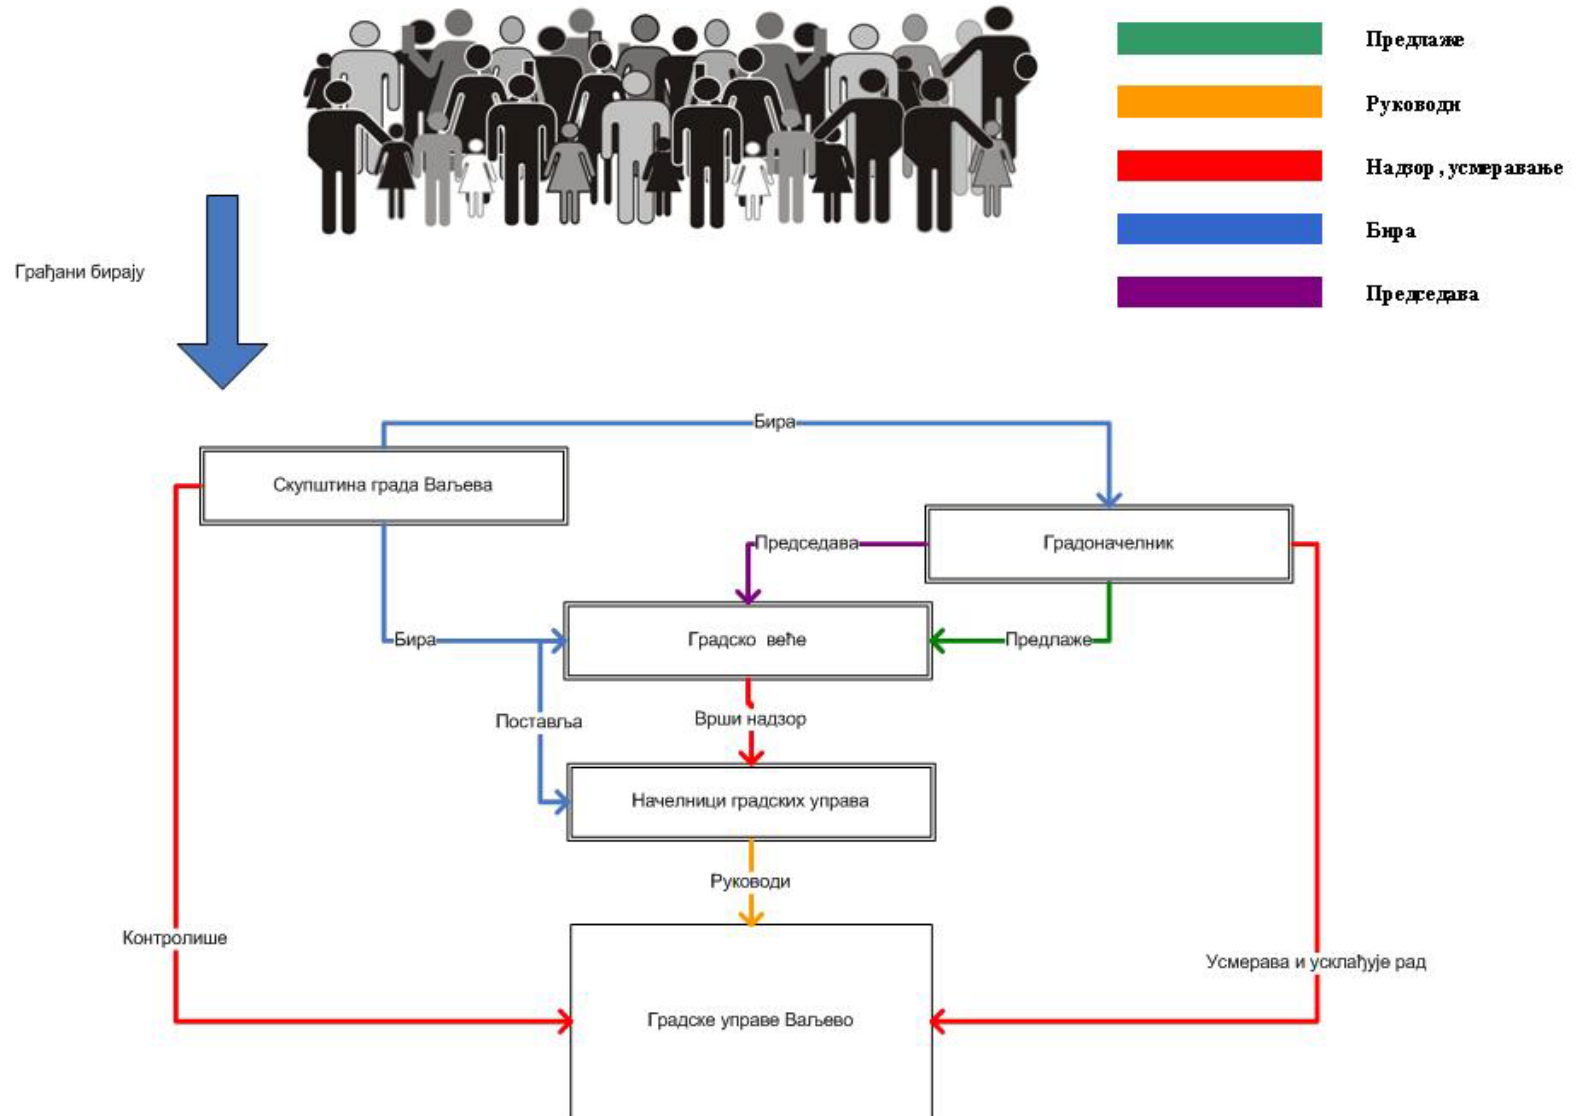 Предлаже
Руководи
Надзор , усмеравање
Бира
Председава
Грађани бирају
Бира
Скупштина града Ваљева
Градоначелник
Председава
Градско веће
Бира
Предлаже
Поставља
Врши надзор
Начелници градских управа
Руководи
Контролише
Усмерава и усклађује рад
Градске управе Ваљево